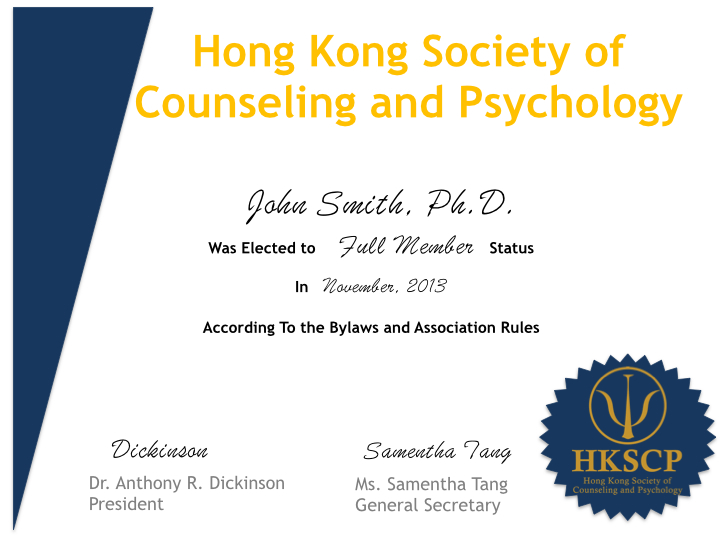 Hong Kong Society of
Counseling and Psychology
John Smith, Ph.D.
Was Elected to Full Member Status
In November, 2013
According To the Bylaws and Association Rules
Dickinson
Dr. Anthony R. Dickinson
President
Samentha Tang
Ms. Samentha Tang
General Secretary
HKSCP
Hong Kong Society of
Counseling and Psychology